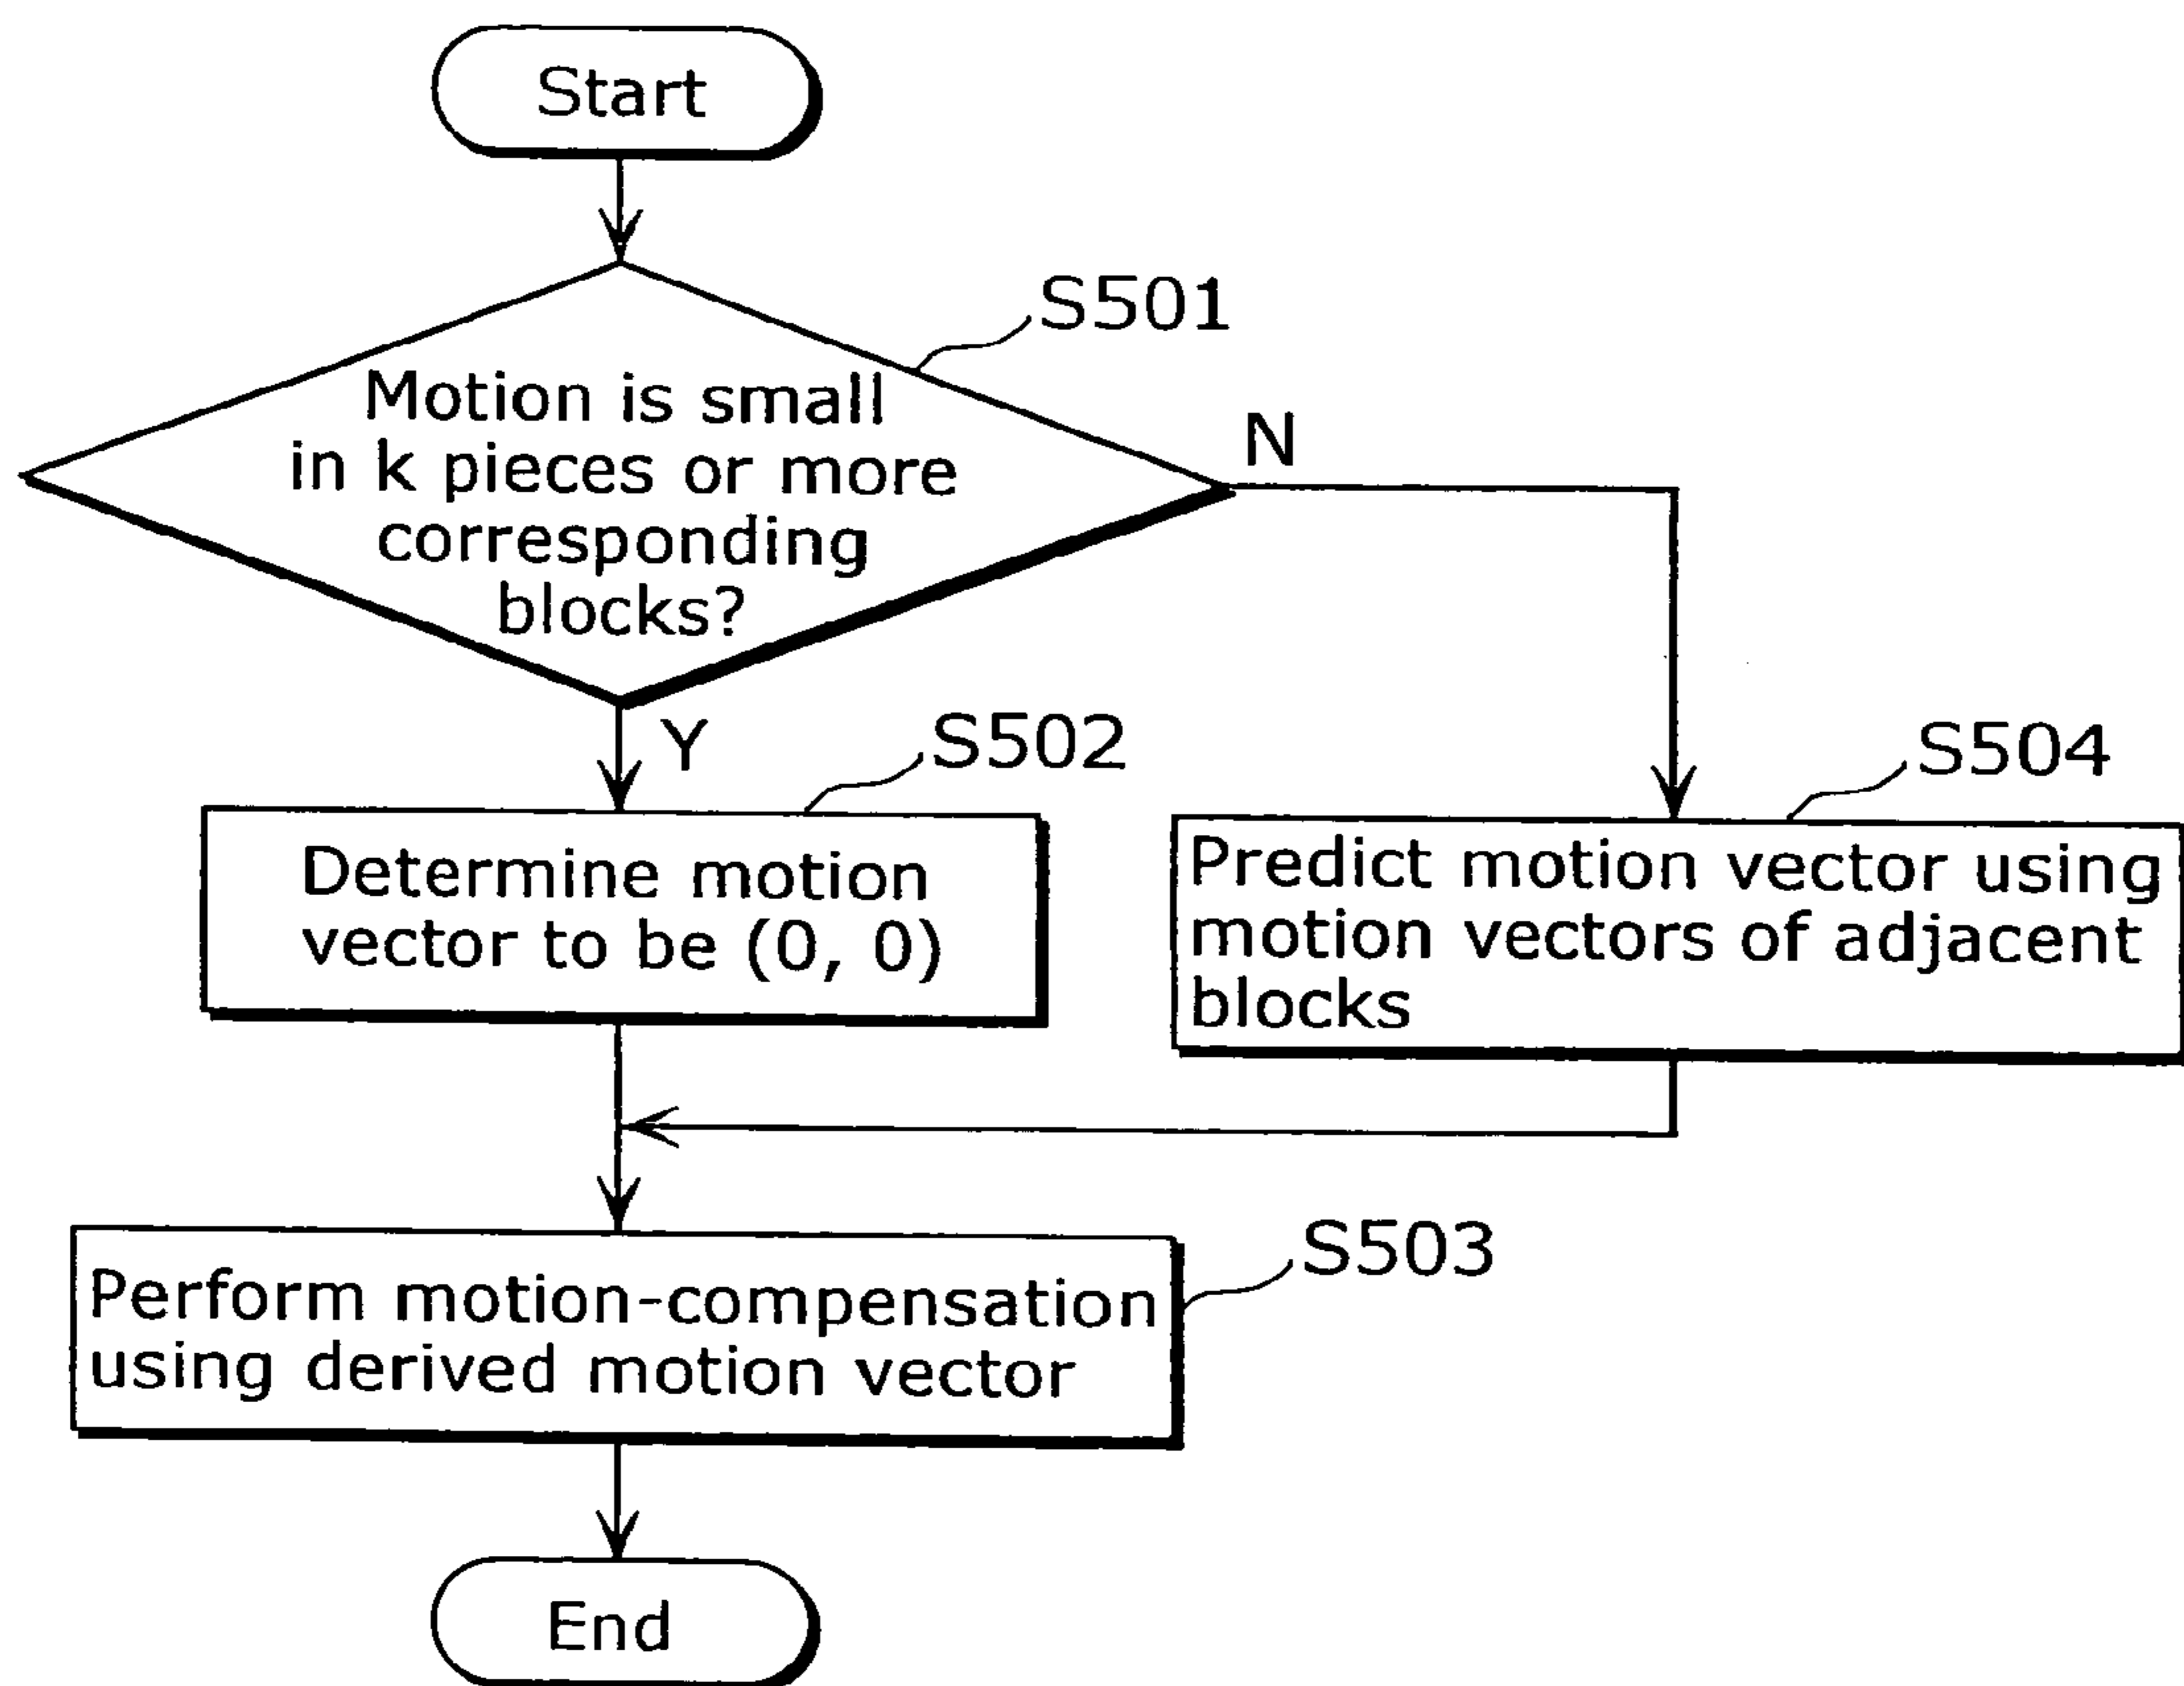 Start
S501
Motion is small
in k pieces or more
corresponding
blocks?
N
Y
S502
Determine motion
vector to be (0, 0)
S504
Predict motion vector using
motion vectors of adjacent
blocks
S503
Perform motion-compensation
using derived motion vector
End